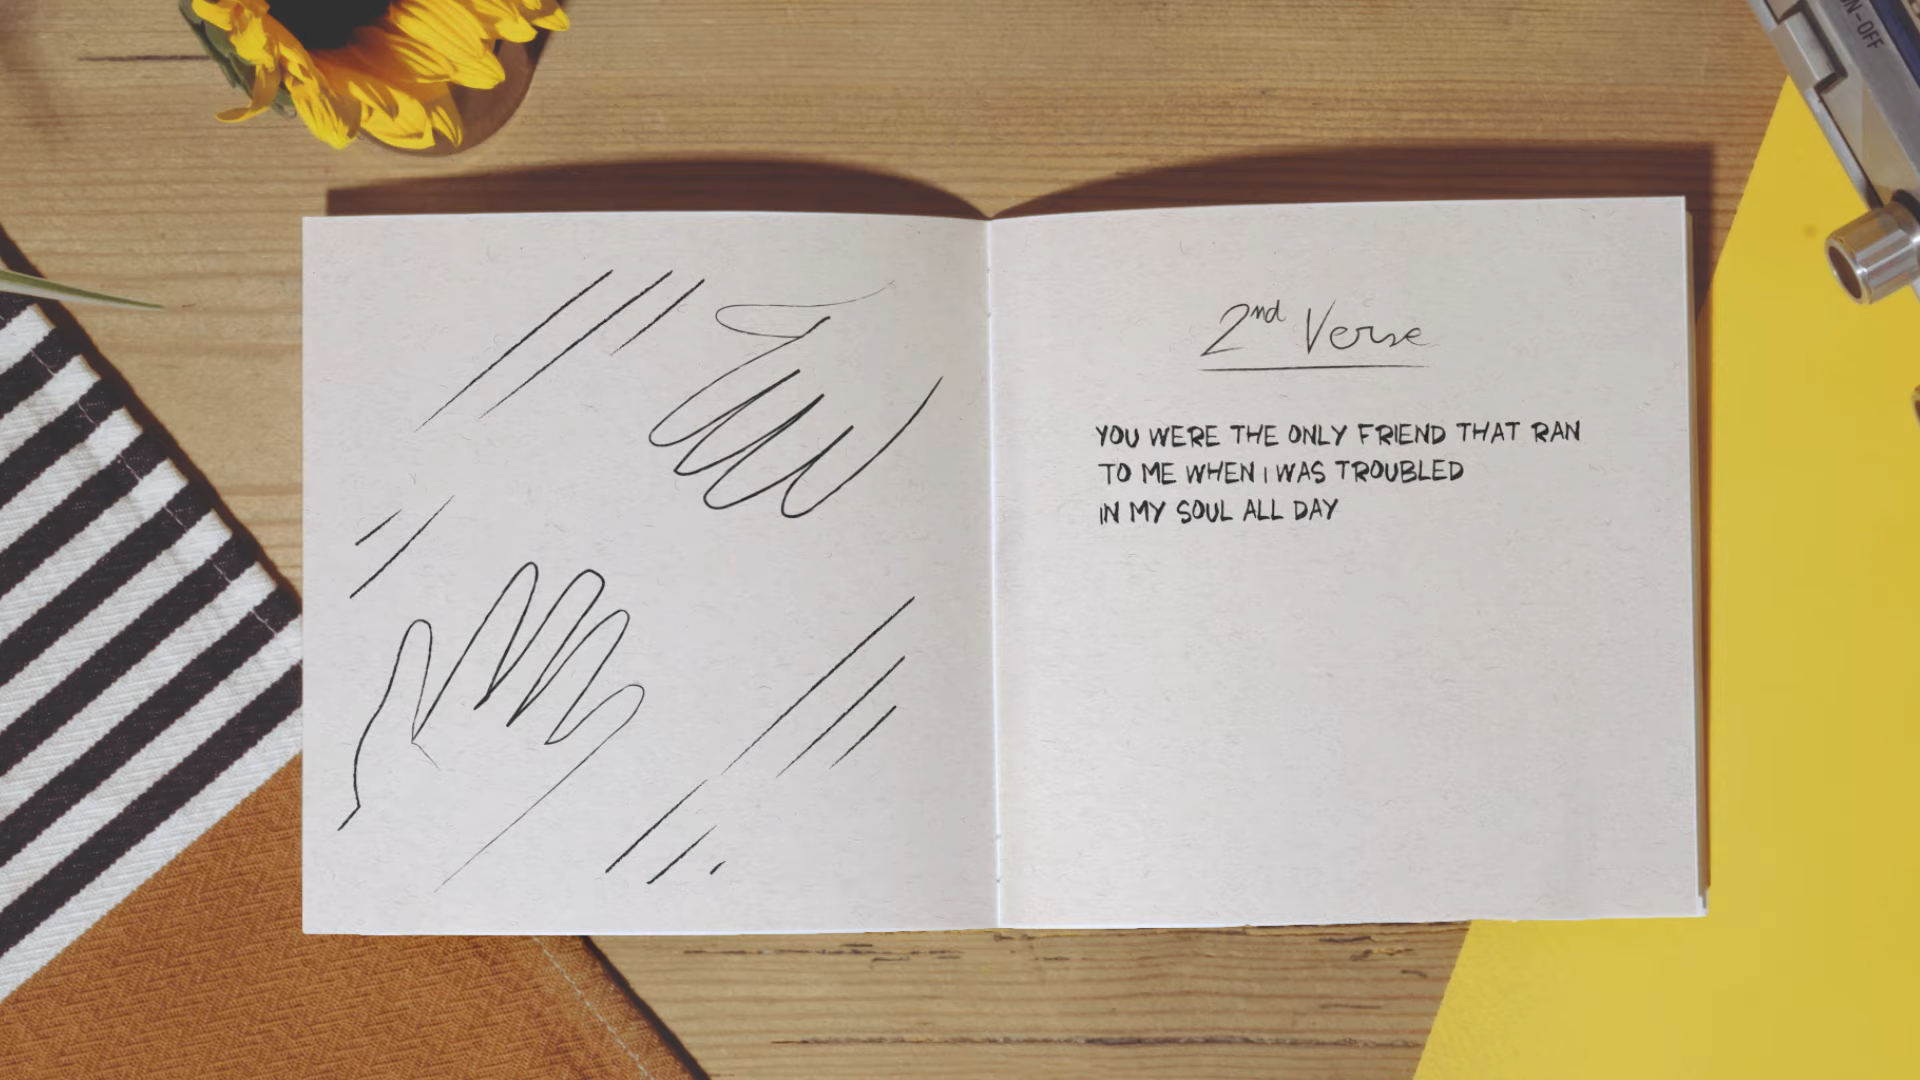 N-OFF
2nd Verse
YOU WERE THE ONLY FRIEND THAT RAN
TO ME WHEN I WAS TROUBLED
IN MY SOUL ALL DAY